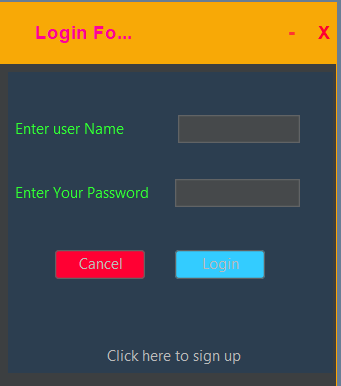 Login Fo... - X
Enter user Name
Enter Your Password
Cancel Login
Click here to sign up